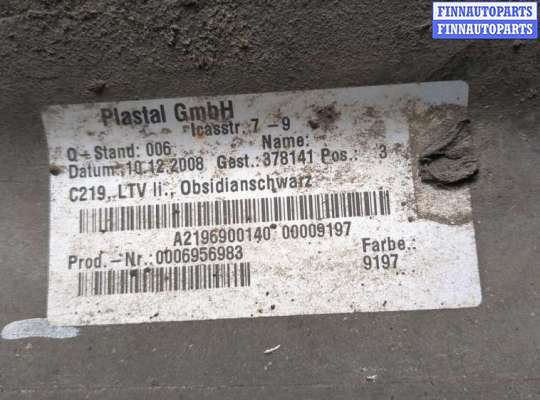 FINNAUTOPARTS
FINNAUTOPARTS
Plastal GmbH
Icasstr. 7 -9
Q-Stand: 006 Name:
Datum: 10.12.2008 Gest.:378141 Pos.: 3
C219,.LTV li., Obsidianschwarz
A2196900140 00009197
Prod.-Nr.:0006956983 Farbe.:
9197